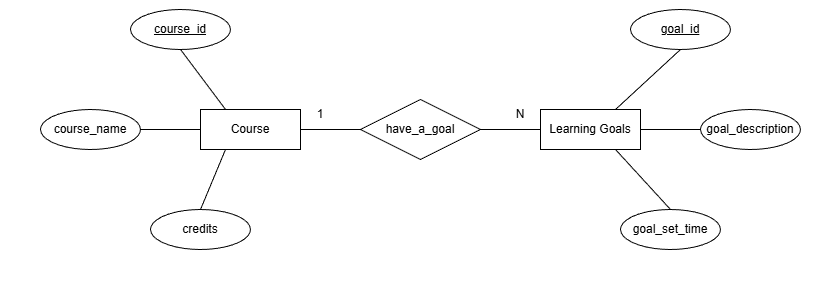 course_id
goal_id
1
N
course_name
Course
have_a_goal
Learning Goals
goal_description
credits
goal_set_time